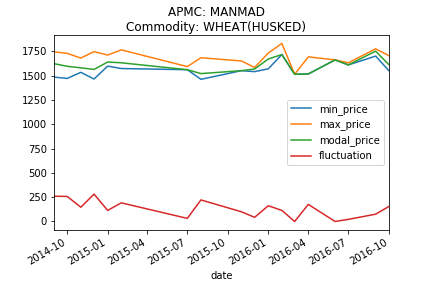 APMC: MANMAD
Commodity: WHEAT(HUSKED)
1750
1500
1250
1000
750
500
250
0
min_price
max_price
modal_price
fluctuation
2014-10
2015-01
2015-04
2015-07
2015-10
2016-01
2016-04
2016-07
2016-10
date